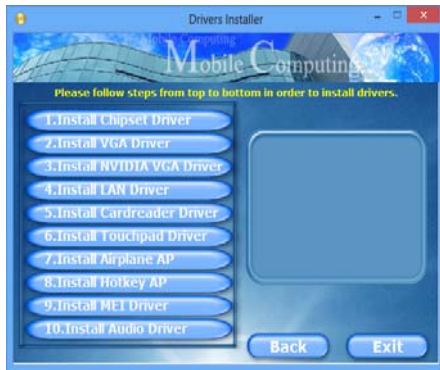 Drivers Installer
Mobile Computing
Mobile Computing
Please follow steps from top to bottom in order to install drivers.
1.Install Chipset Driver
2.Install VGA Driver
3.Install NVIDIA VGA Driver
4.Install LAN Driver
5.Install Cardreader Driver
6.Install Touchpad Driver
7.Install Airplane AP
8.Install Hotkey AP
9.Install MEI Driver
10.Install Audio Driver
Back Exit